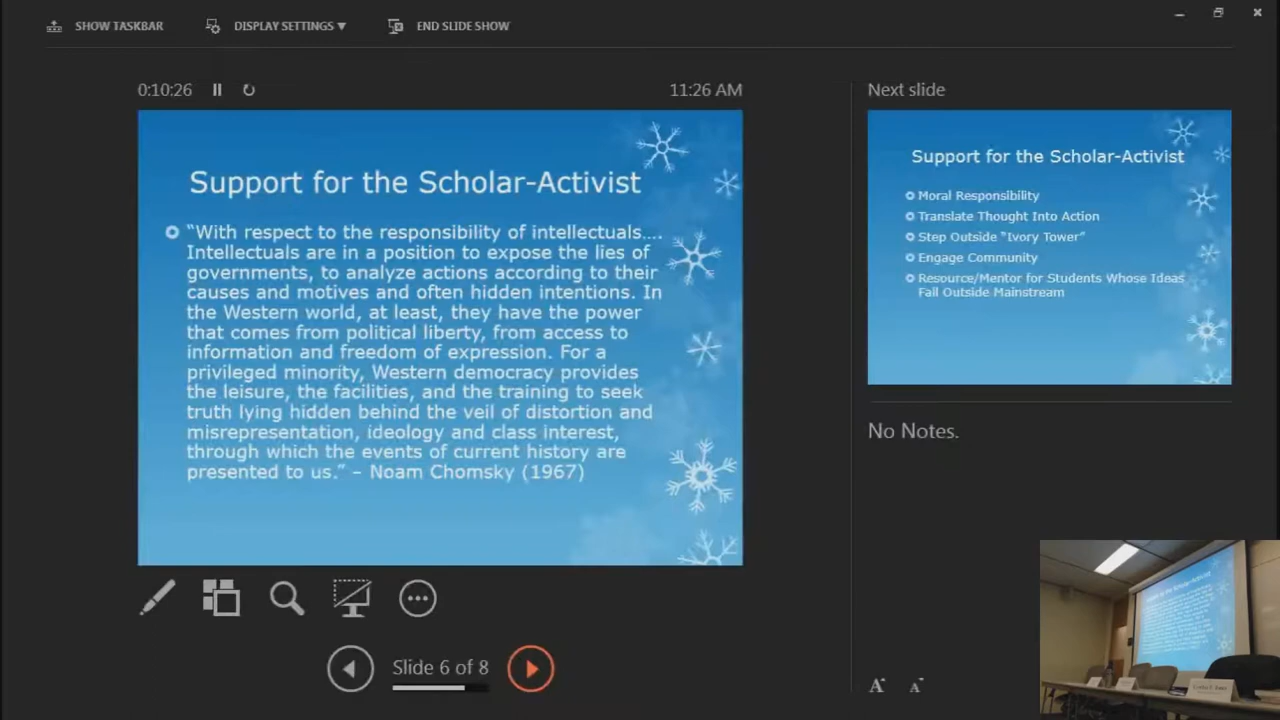 SHOW TASKBAR
DISPLAY SETTINGS ▼
END SLIDE SHOW
0:10:26
11:26 AM
Support for the Scholar-Activist
“With respect to the responsibility of intellectuals….
Intellectuals are in a position to expose the lies of
governments, to analyze actions according to their
causes and motives and often hidden intentions. In
the Western world, at least, they have the power
that comes from political liberty, from access to
information and freedom of expression. For a
privileged minority, Western democracy provides
the leisure, the facilities, and the training to seek
truth lying hidden behind the veil of distortion and
misrepresentation, ideology and class interest,
through which the events of current history are
presented to us.” – Noam Chomsky (1967)
Slide 6 of 8
Next slide
Support for the Scholar-Activist
Moral Responsibility
Translate Thought Into Action
Step Outside “Ivory Tower”
Engage Community
Resource/Mentor for Students Whose Ideas
Fall Outside Mainstream
No Notes.
A
A
Support for the Scholar-Activist